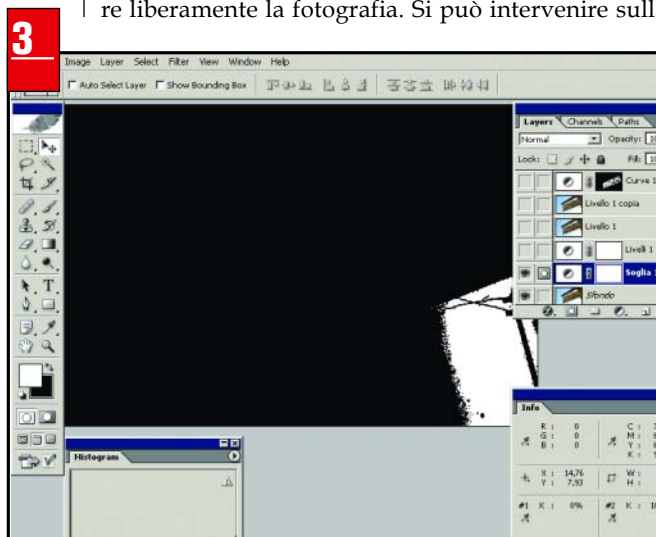 re liberamente la fotografia. Si può intervenire sull
3
Image Layer Select Filter View Window Help
Auto Select Layer Show Bounding Box
Layers Channels Paths
Normal Opacity:
Lock: Fill:
Curve 1
Livello 1 copia
Livello 1
Livelli 1
Soglia
Sfondo
Info
R : 0 C :
G : 0 M :
B : 0 Y :
K :
X : 14,76 W :
Y : 7,93 H :
#1 K : 0% #2 K :
Histogram